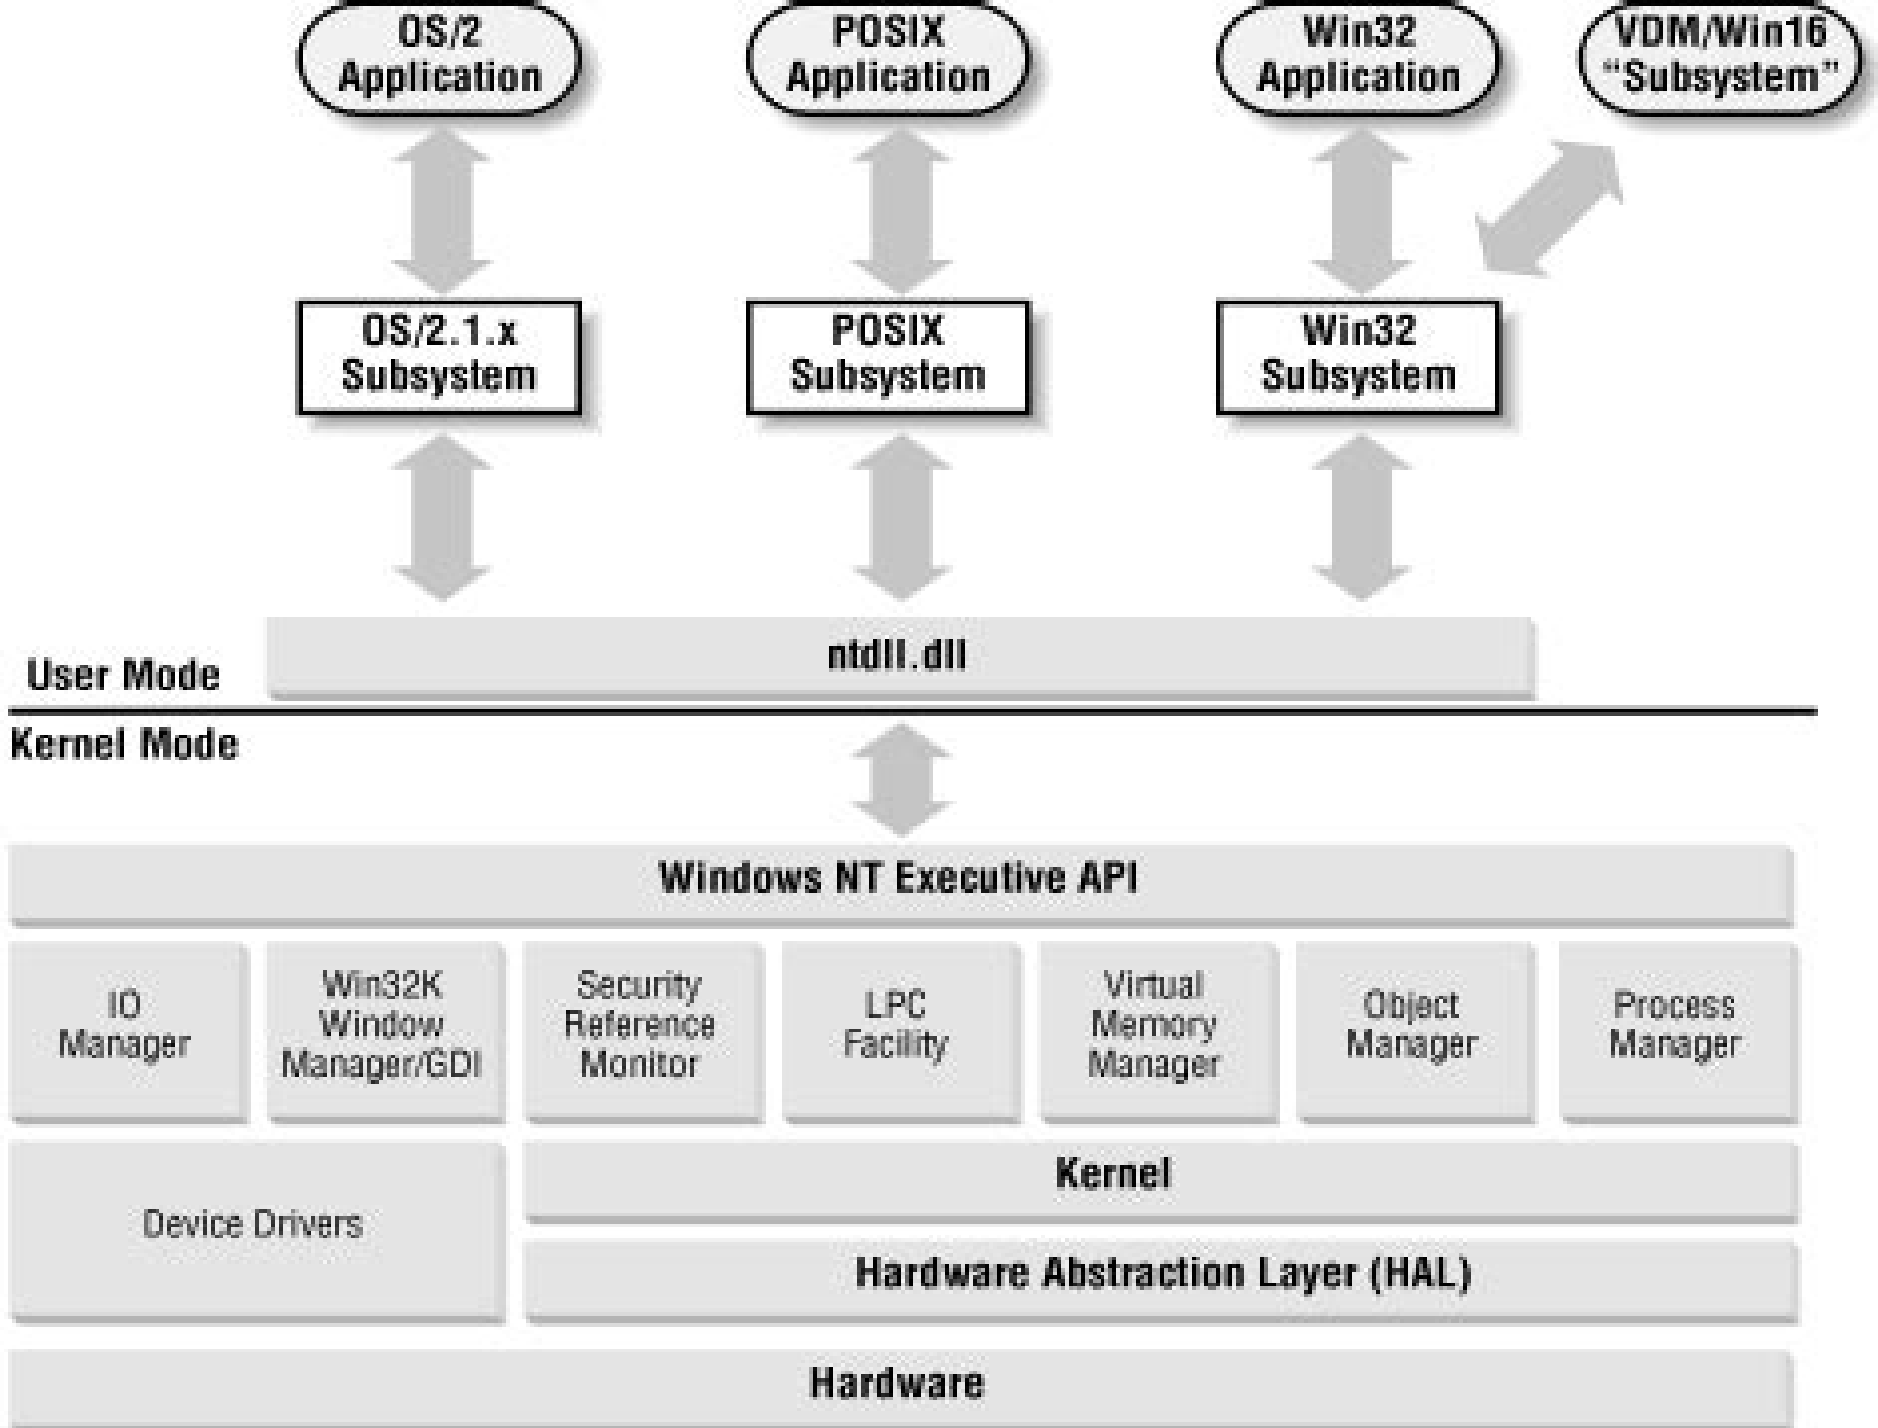 OS/2
Application
POSIX
Application
Win32
Application
VDM/Win16
“Subsystem”
OS/2.1.x
Subsystem
POSIX
Subsystem
Win32
Subsystem
ntdll.dll
User Mode
Kernel Mode
Windows NT Executive API
IO
Manager
Win32K
Window
Manager/GDI
Security
Reference
Monitor
LPC
Facility
Virtual
Memory
Manager
Object
Manager
Process
Manager
Device Drivers
Kernel
Hardware Abstraction Layer (HAL)
Hardware